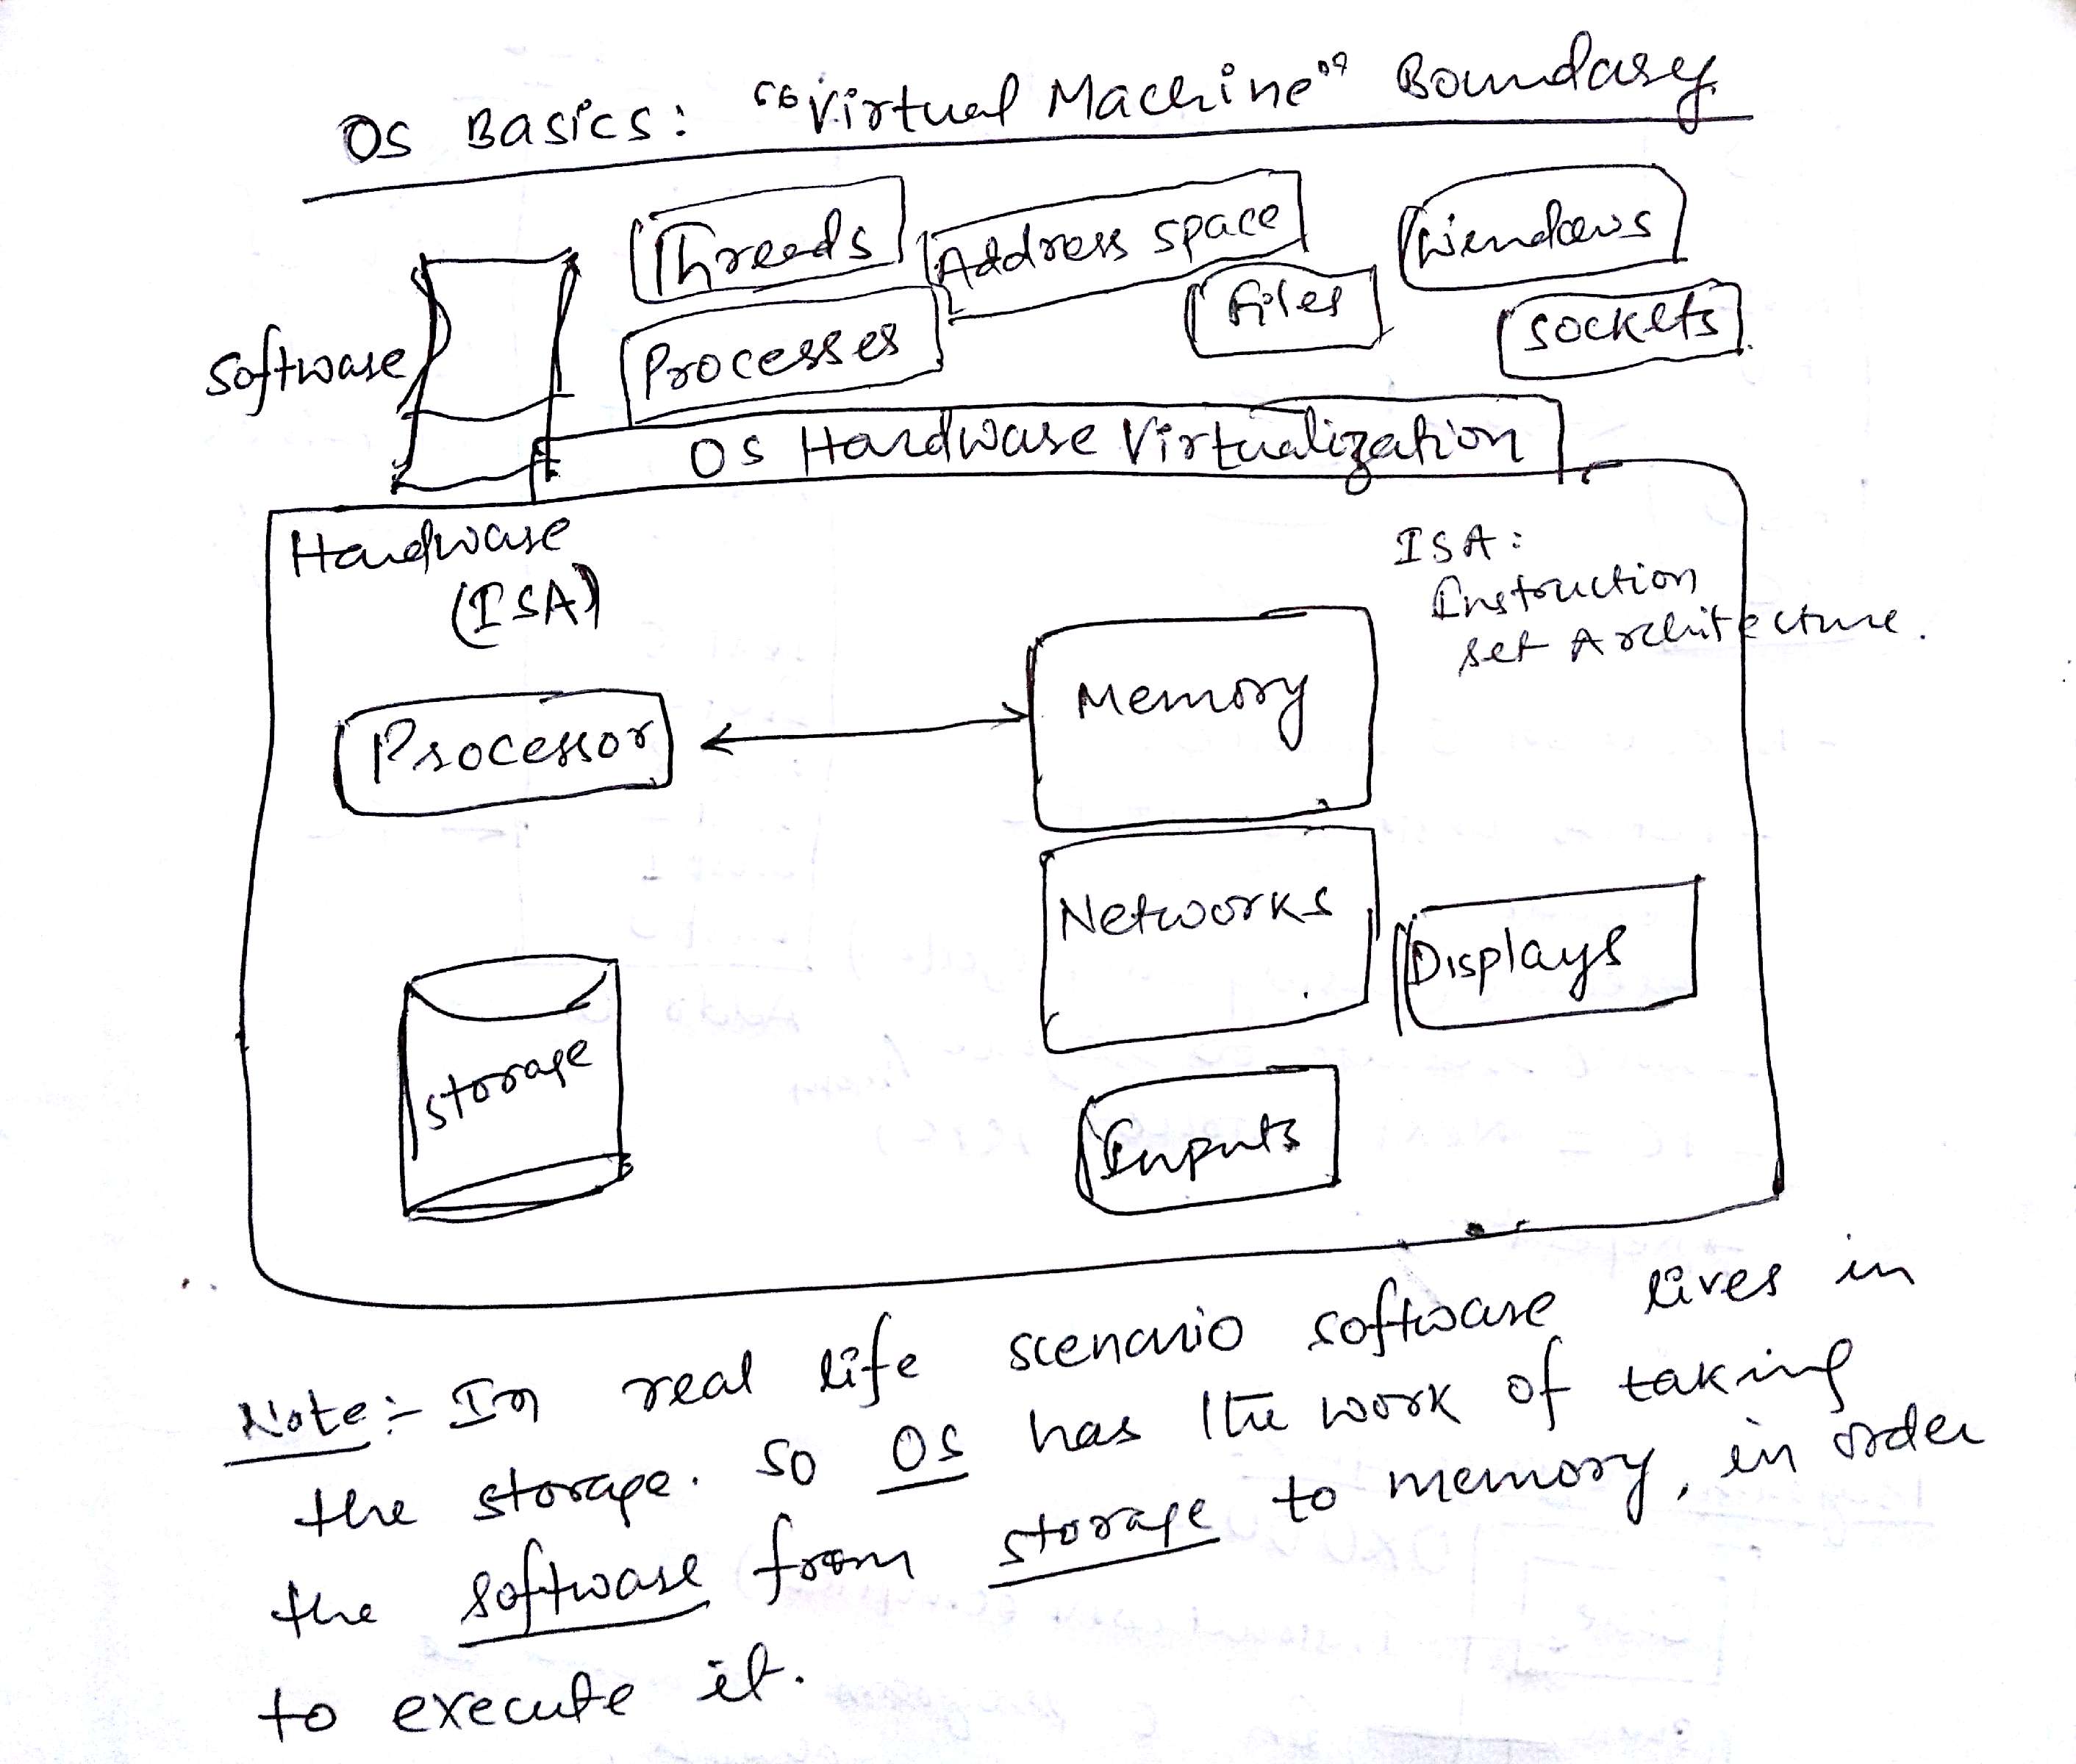 OS Basics: "Virtual Machine" Boundary
Threads Address space Windows
Software Processes Files Sockets
OS Hardware Virtualization
Hardware
(ISA)
ISA:
Instruction
set Architecture.
Processor
Memory
Networks
Displays
Storage
Inputs
Note:- In real life scenario software lives in
the storage. So OS has the work of taking
the software from storage to memory, in order
to execute it.